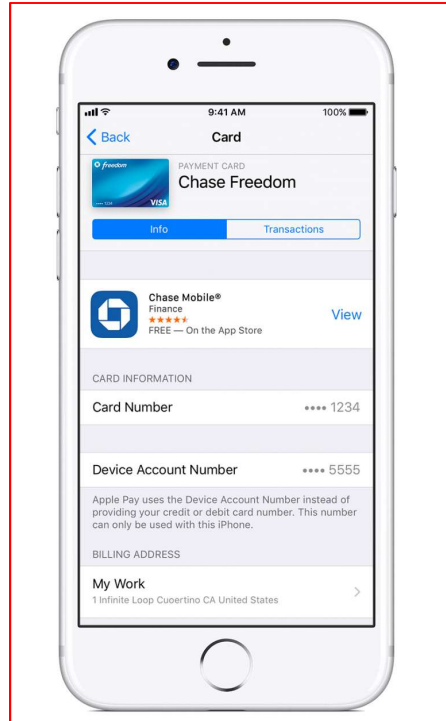 9:41 AM
100%
Back
Card
freedom
PAYMENT CARD
Chase Freedom
•••• 1234
VISA
Info
Transactions
Chase Mobile®
Finance
FREE — On the App Store
View
CARD INFORMATION
Card Number
•••• 1234
Device Account Number
•••• 5555
Apple Pay uses the Device Account Number instead of
providing your credit or debit card number. This number
can only be used with this iPhone.
BILLING ADDRESS
My Work
1 Infinite Loop Cuoertino CA United States